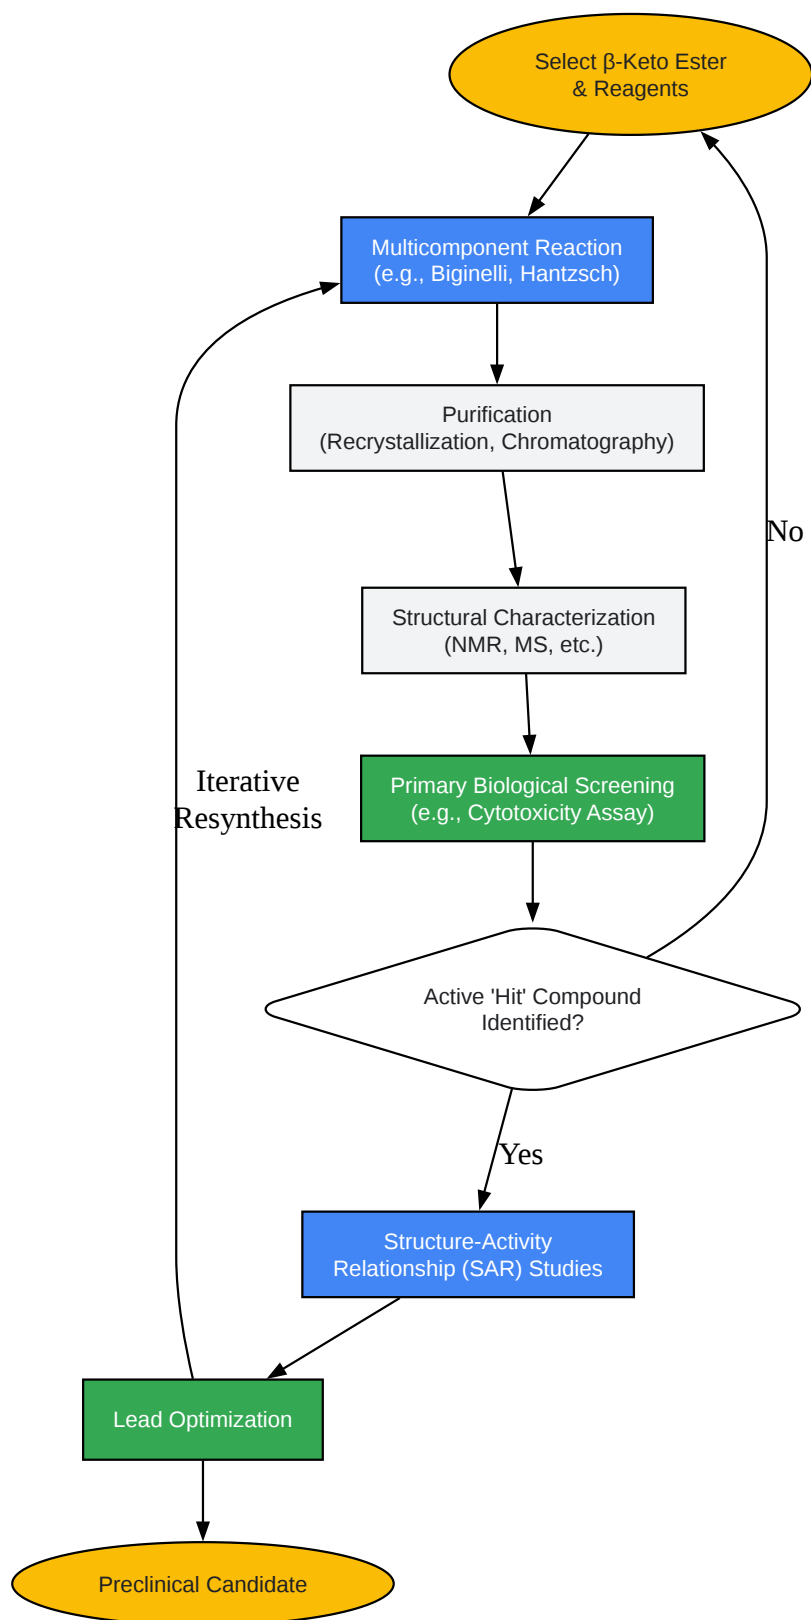 Select β-Keto Ester
& Reagents
Multicomponent Reaction
(e.g., Biginelli, Hantzsch)
Purification
(Recrystallization, Chromatography)
No
Structural Characterization
(NMR, MS, etc.)
Iterative
Resynthesis
Primary Biological Screening
(e.g., Cytotoxicity Assay)
Active 'Hit' Compound
Identified?
Yes
Structure-Activity
Relationship (SAR) Studies
Lead Optimization
Preclinical Candidate